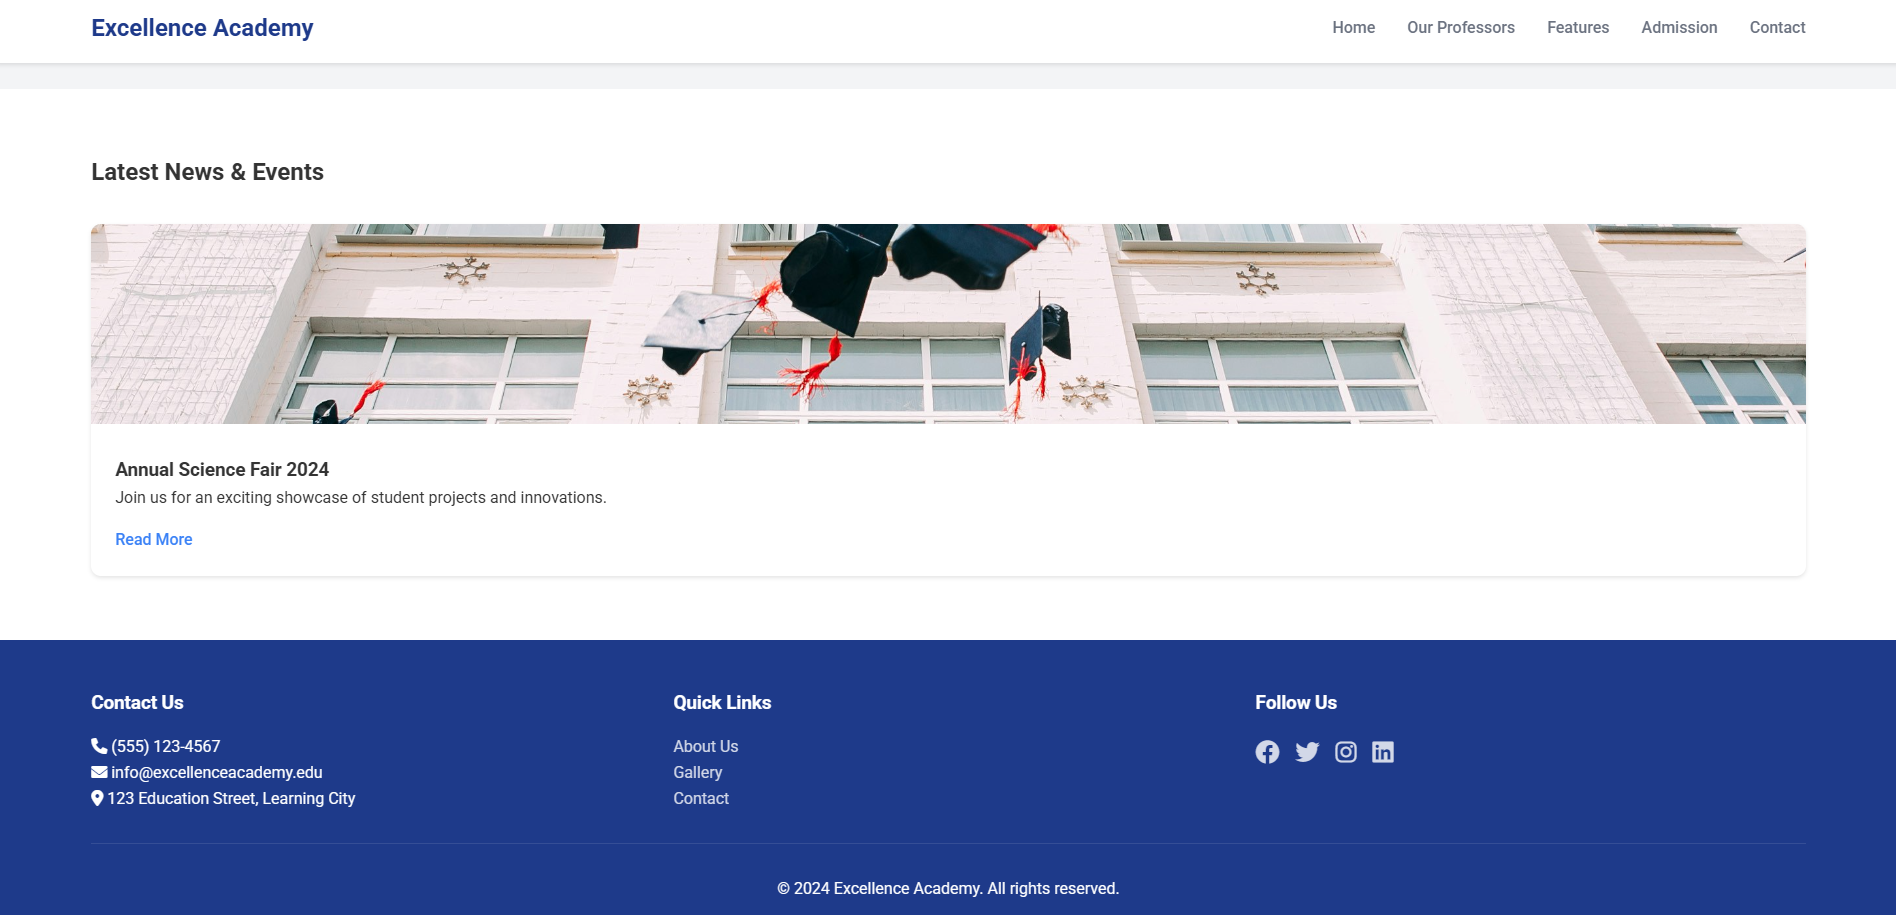 Excellence Academy
Home Our Professors Features Admission Contact
Latest News & Events
Annual Science Fair 2024
Join us for an exciting showcase of student projects and innovations.
Read More
Contact Us
(555) 123-4567
info@excellenceacademy.edu
123 Education Street, Learning City
Quick Links
About Us
Gallery
Contact
Follow Us
© 2024 Excellence Academy. All rights reserved.